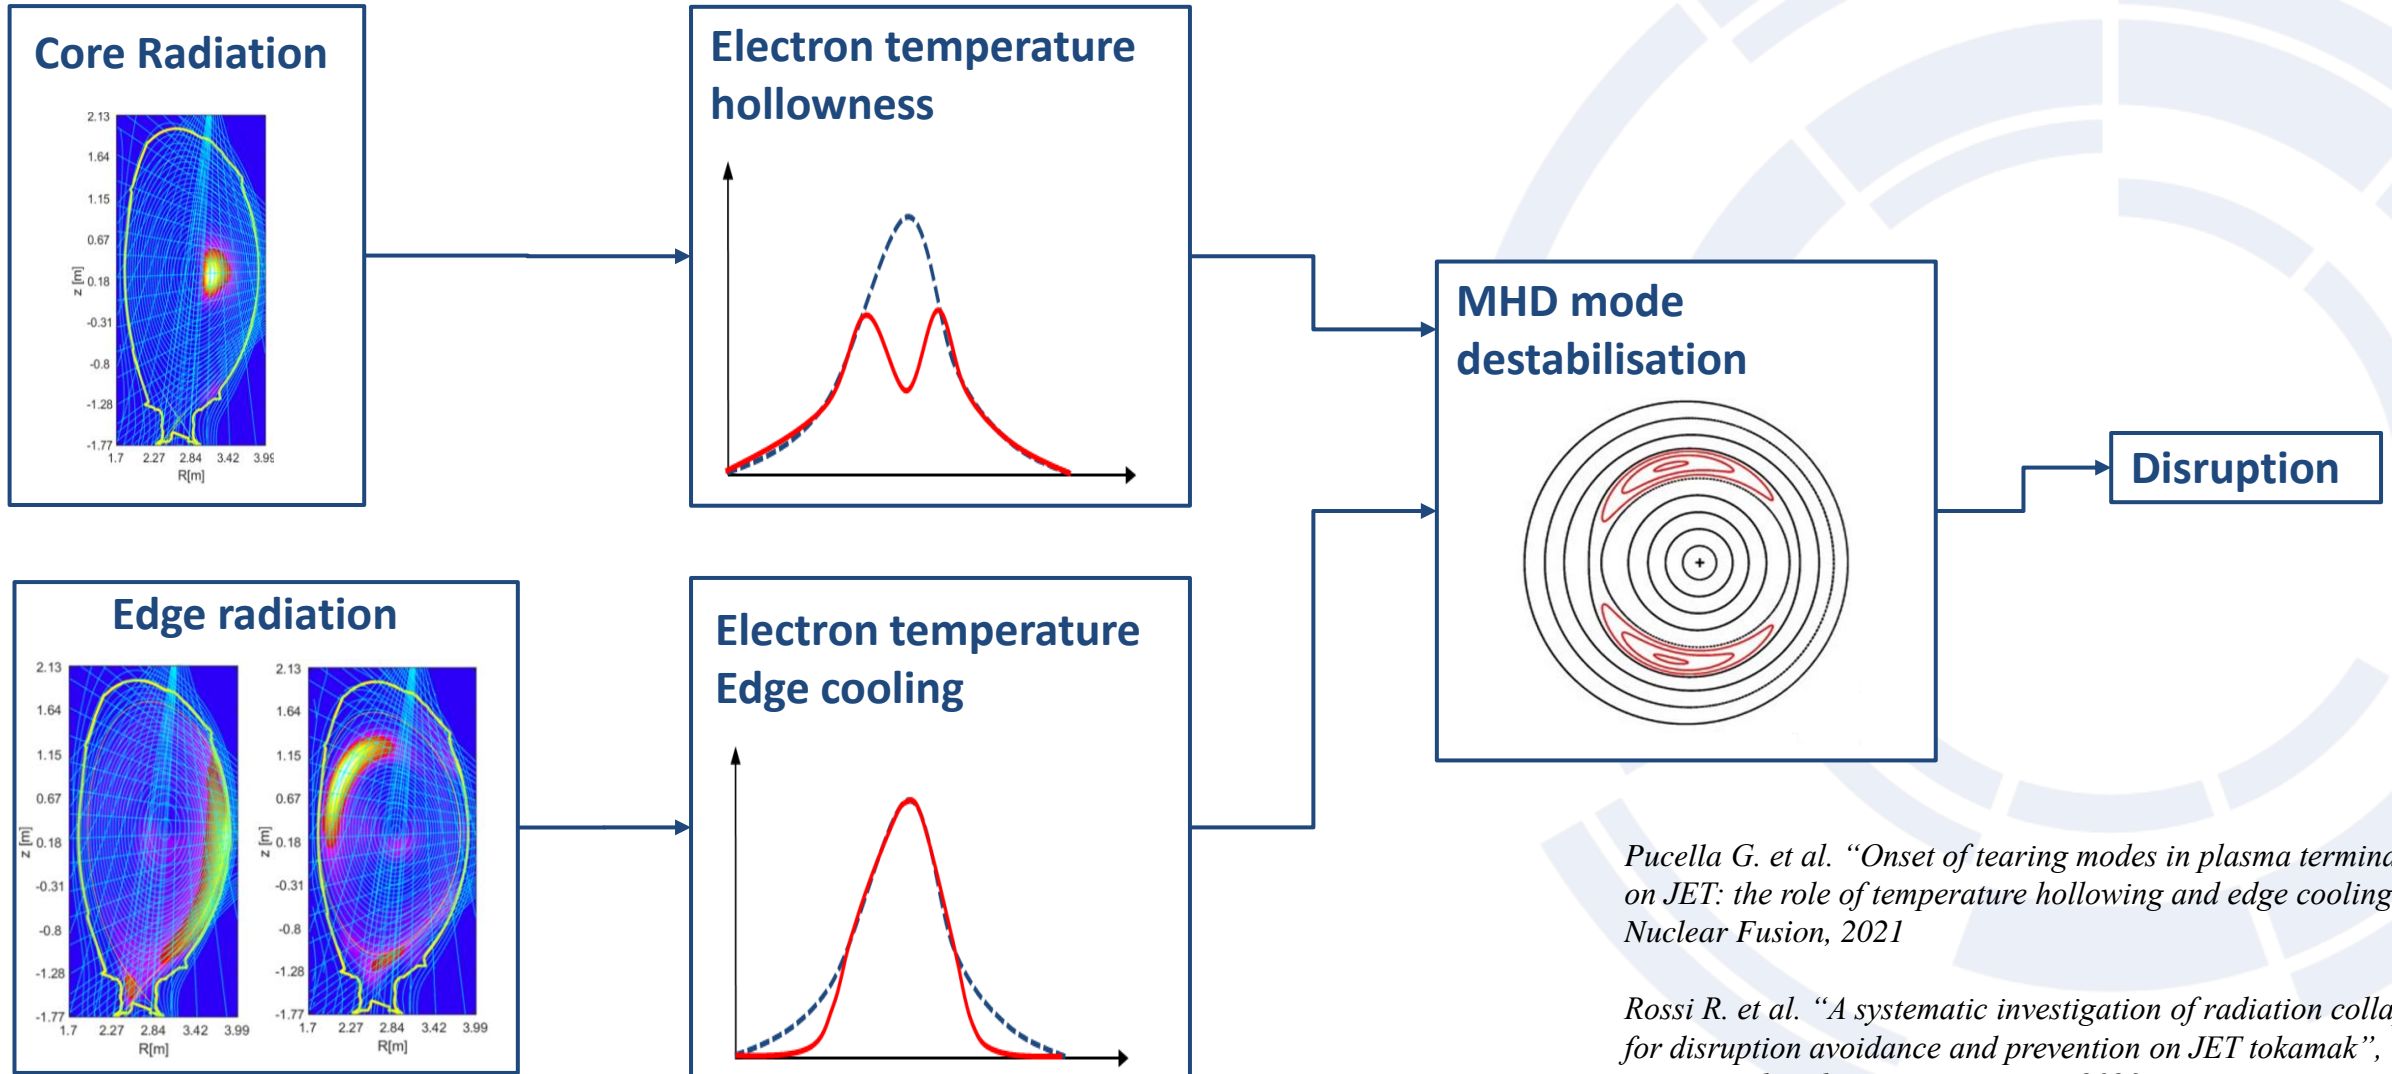 Core Radiation
2.13
1.64
1.15
0.67
0.18
-0.31
-0.8
-1.28
-1.77
z [m]
1.7 2.27 2.84 3.42 3.99
R[m]
Electron temperature
hollowness
MHD mode
destabilisation
Disruption
Edge radiation
2.13
1.64
1.15
0.67
0.18
-0.31
-0.8
-1.28
-1.77
z [m]
1.7 2.27 2.84 3.42 3.99
R[m]
2.13
1.64
1.15
0.67
0.18
-0.31
-0.8
-1.28
-1.77
z [m]
1.7 2.27 2.84 3.42 3.99
R[m]
Electron temperature
Edge cooling
Pucella G. et al. “Onset of tearing modes in plasma
on JET: the role of temperature hollowing and edge cooling
Nuclear Fusion, 2021
Rossi R. et al. “A systematic investigation of radiation
for disruption avoidance and prevention on JET tokamak”,